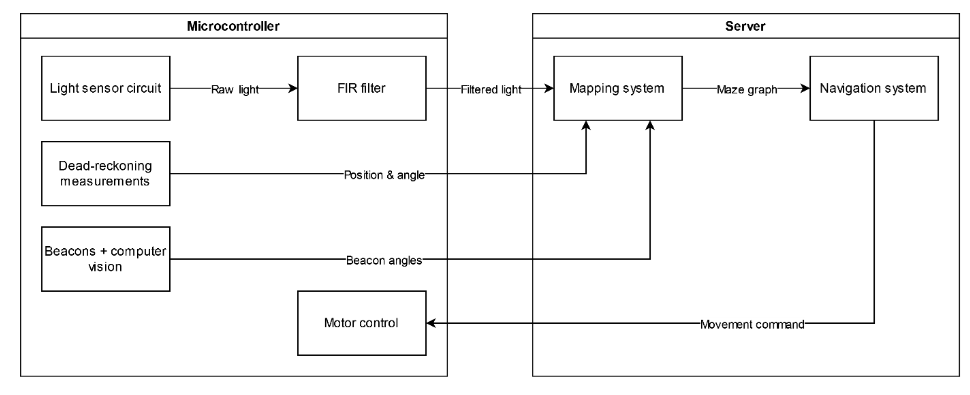 Microcontroller
Server
Light sensor circuit
Raw light
FIR filter
Filtered light
Mapping system
Maze graph
Navigation system
Dead-reckoning
measurements
Position & angle
Beacons + computer
vision
Beacon angles
Motor control
Movement command